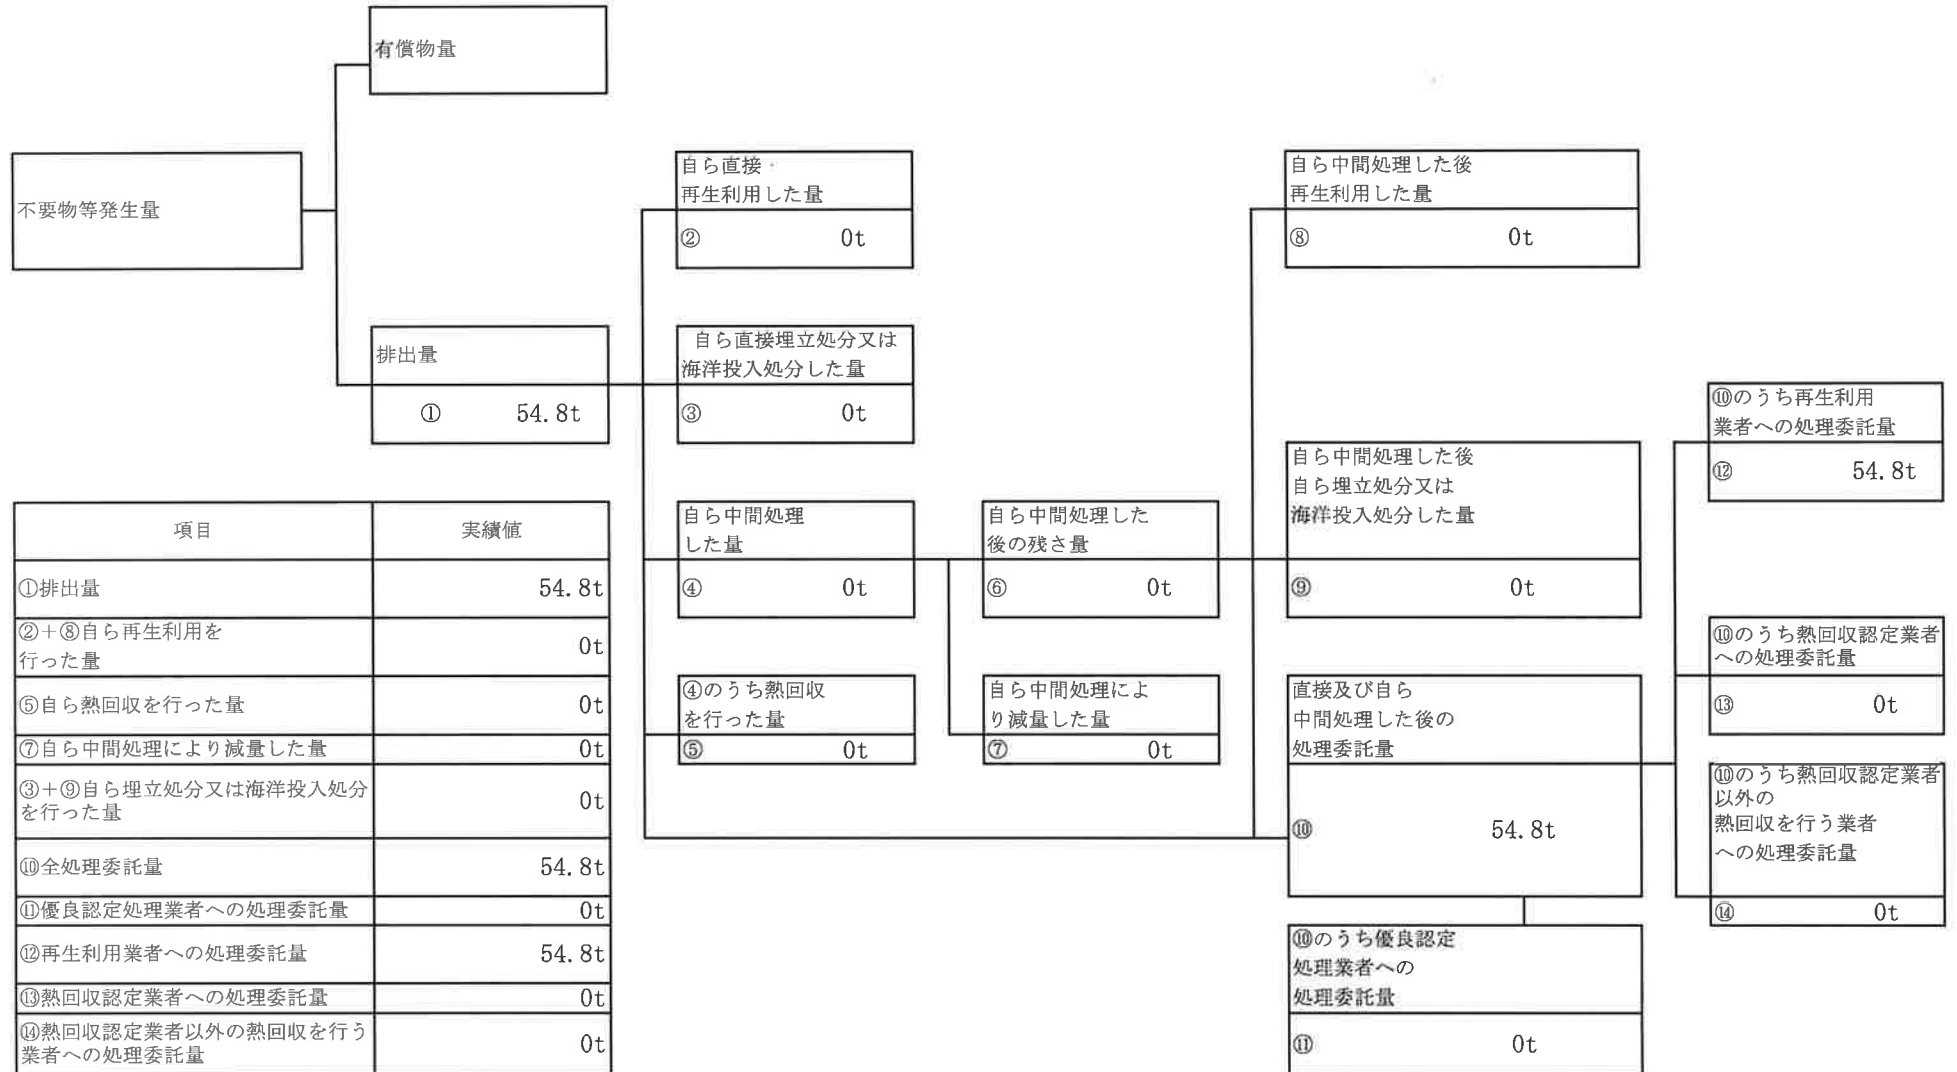 有償物量
不要物等発生量
自ら直接
再生利用した量
② 0t
自ら中間処理した後
再生利用した量
⑧ 0t
排出量
① 54.8t
自ら直接埋立処分又は
海洋投入処分した量
③ 0t
⑩のうち再生利用
業者への処理委託量
⑫ 54.8t
自ら中間処理
した量
④ 0t
自ら中間処理した
後の残さ量
⑥ 0t
自ら中間処理した後
自ら埋立処分又は
海洋投入処分した量
⑨ 0t
④のうち熱回収
を行った量
⑤ 0t
自ら中間処理によ
り減量した量
⑦ 0t
直接及び自ら
中間処理した後の
処理委託量
⑩ 54.8t
⑩のうち熱回収認定業者
への処理委託量
⑬ 0t
⑩のうち熱回収認定業者
以外の
熱回収を行う業者
への処理委託量
⑭ 0t
⑩のうち優良認定
処理業者への
処理委託量
⑪ 0t
項目 実績値
①排出量 54.8t
②+⑧自ら再生利用を
行った量 0t
⑤自ら熱回収を行った量 0t
⑦自ら中間処理により減量した量 0t
③+⑨自ら埋立処分又は海洋投入処分
を行った量 0t
⑩全処理委託量 54.8t
⑪優良認定処理業者への処理委託量 0t
⑫再生利用業者への処理委託量 54.8t
⑬熱回収認定業者への処理委託量 0t
⑭熱回収認定業者以外の熱回収を行う
業者への処理委託量 0t